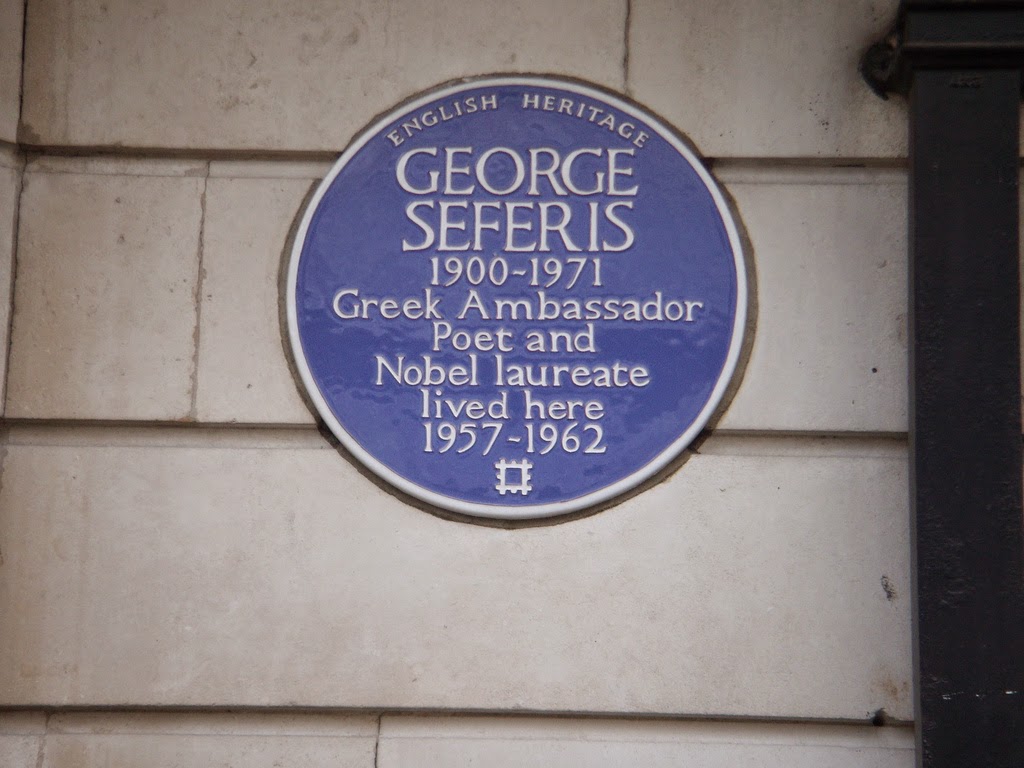 ENGLISH HERITAGE
GEORGE
SEFERIS
1900-1971
Greek Ambassador
Poet and
Nobel laureate
lived here
1957-1962